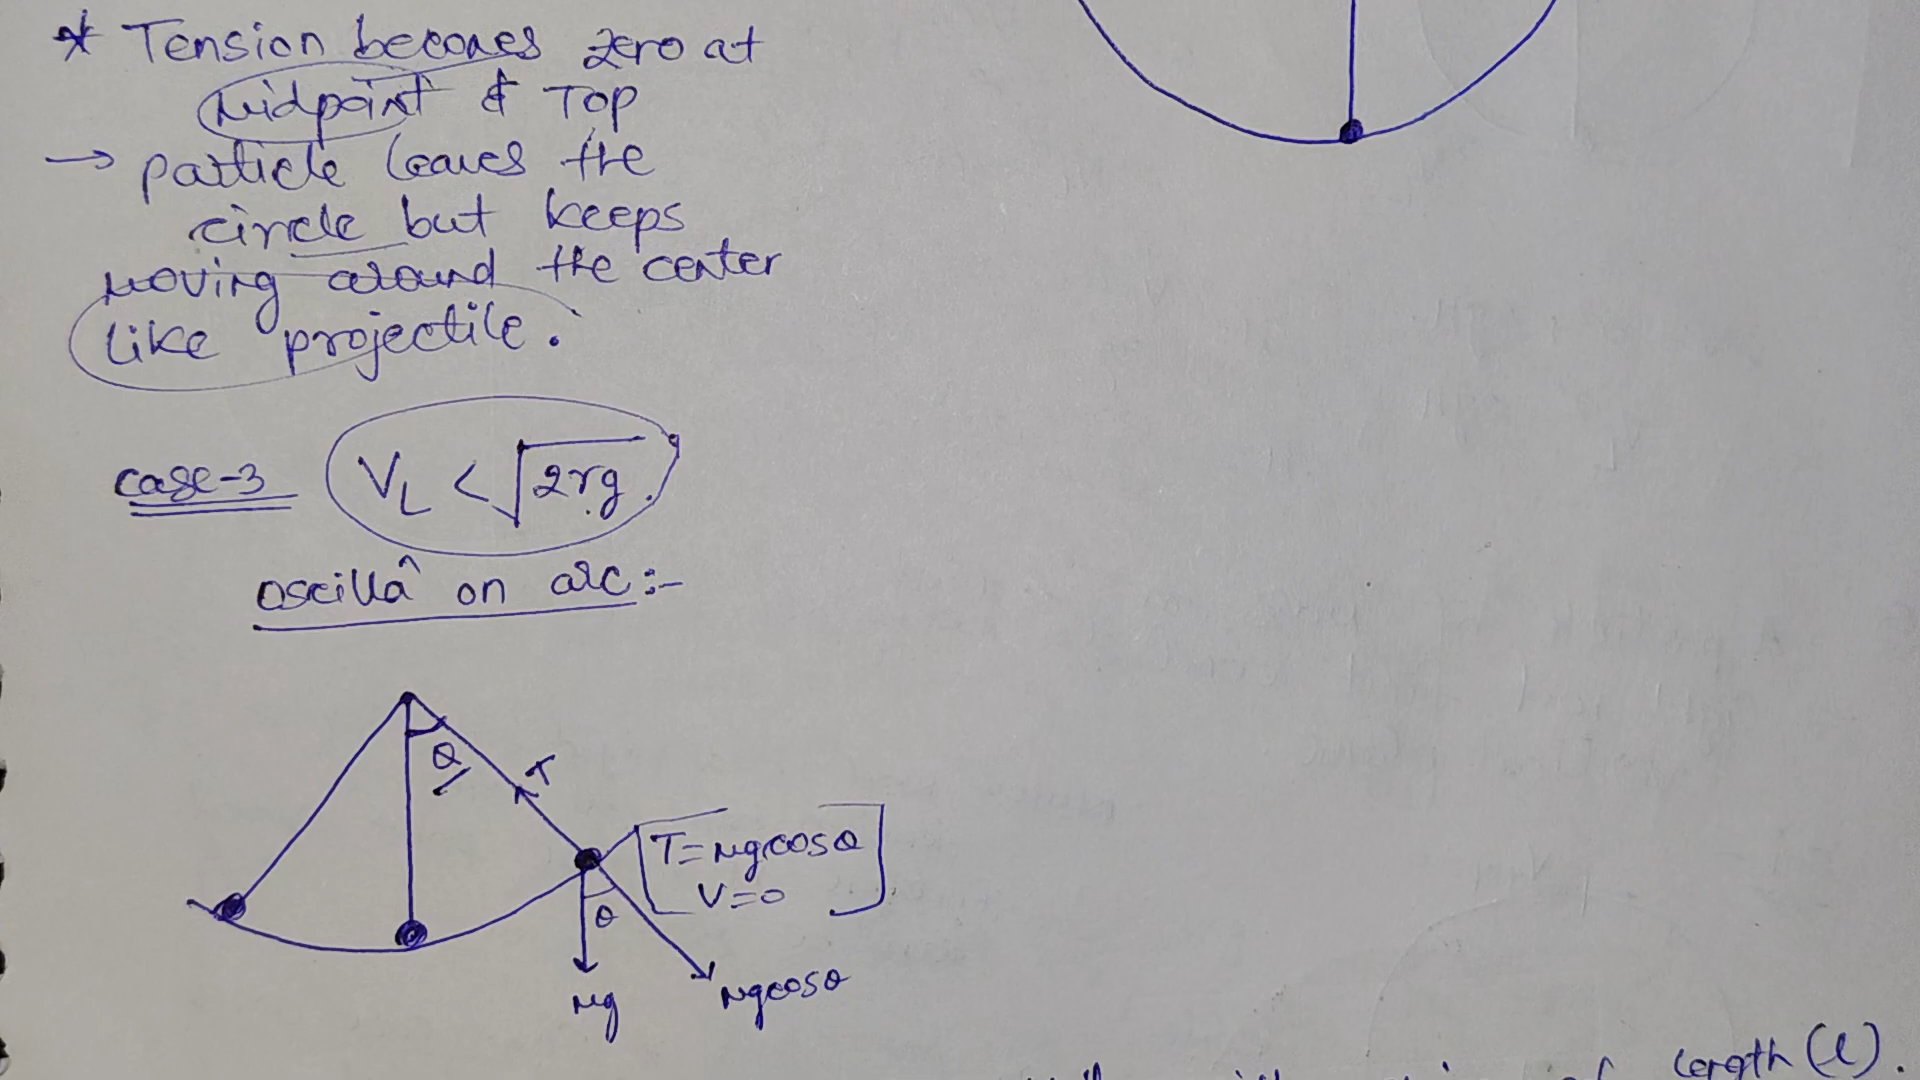 * Tension becomes zero at
Midpoint & Top
→ particle leaves the
circle but keeps
moving around the center
like projectile.
case-3 V_L < √2rg.
oscillâ on arc:-
θ
T
T=mgcosθ
V=0
θ
mg
mgcosθ
length (l).